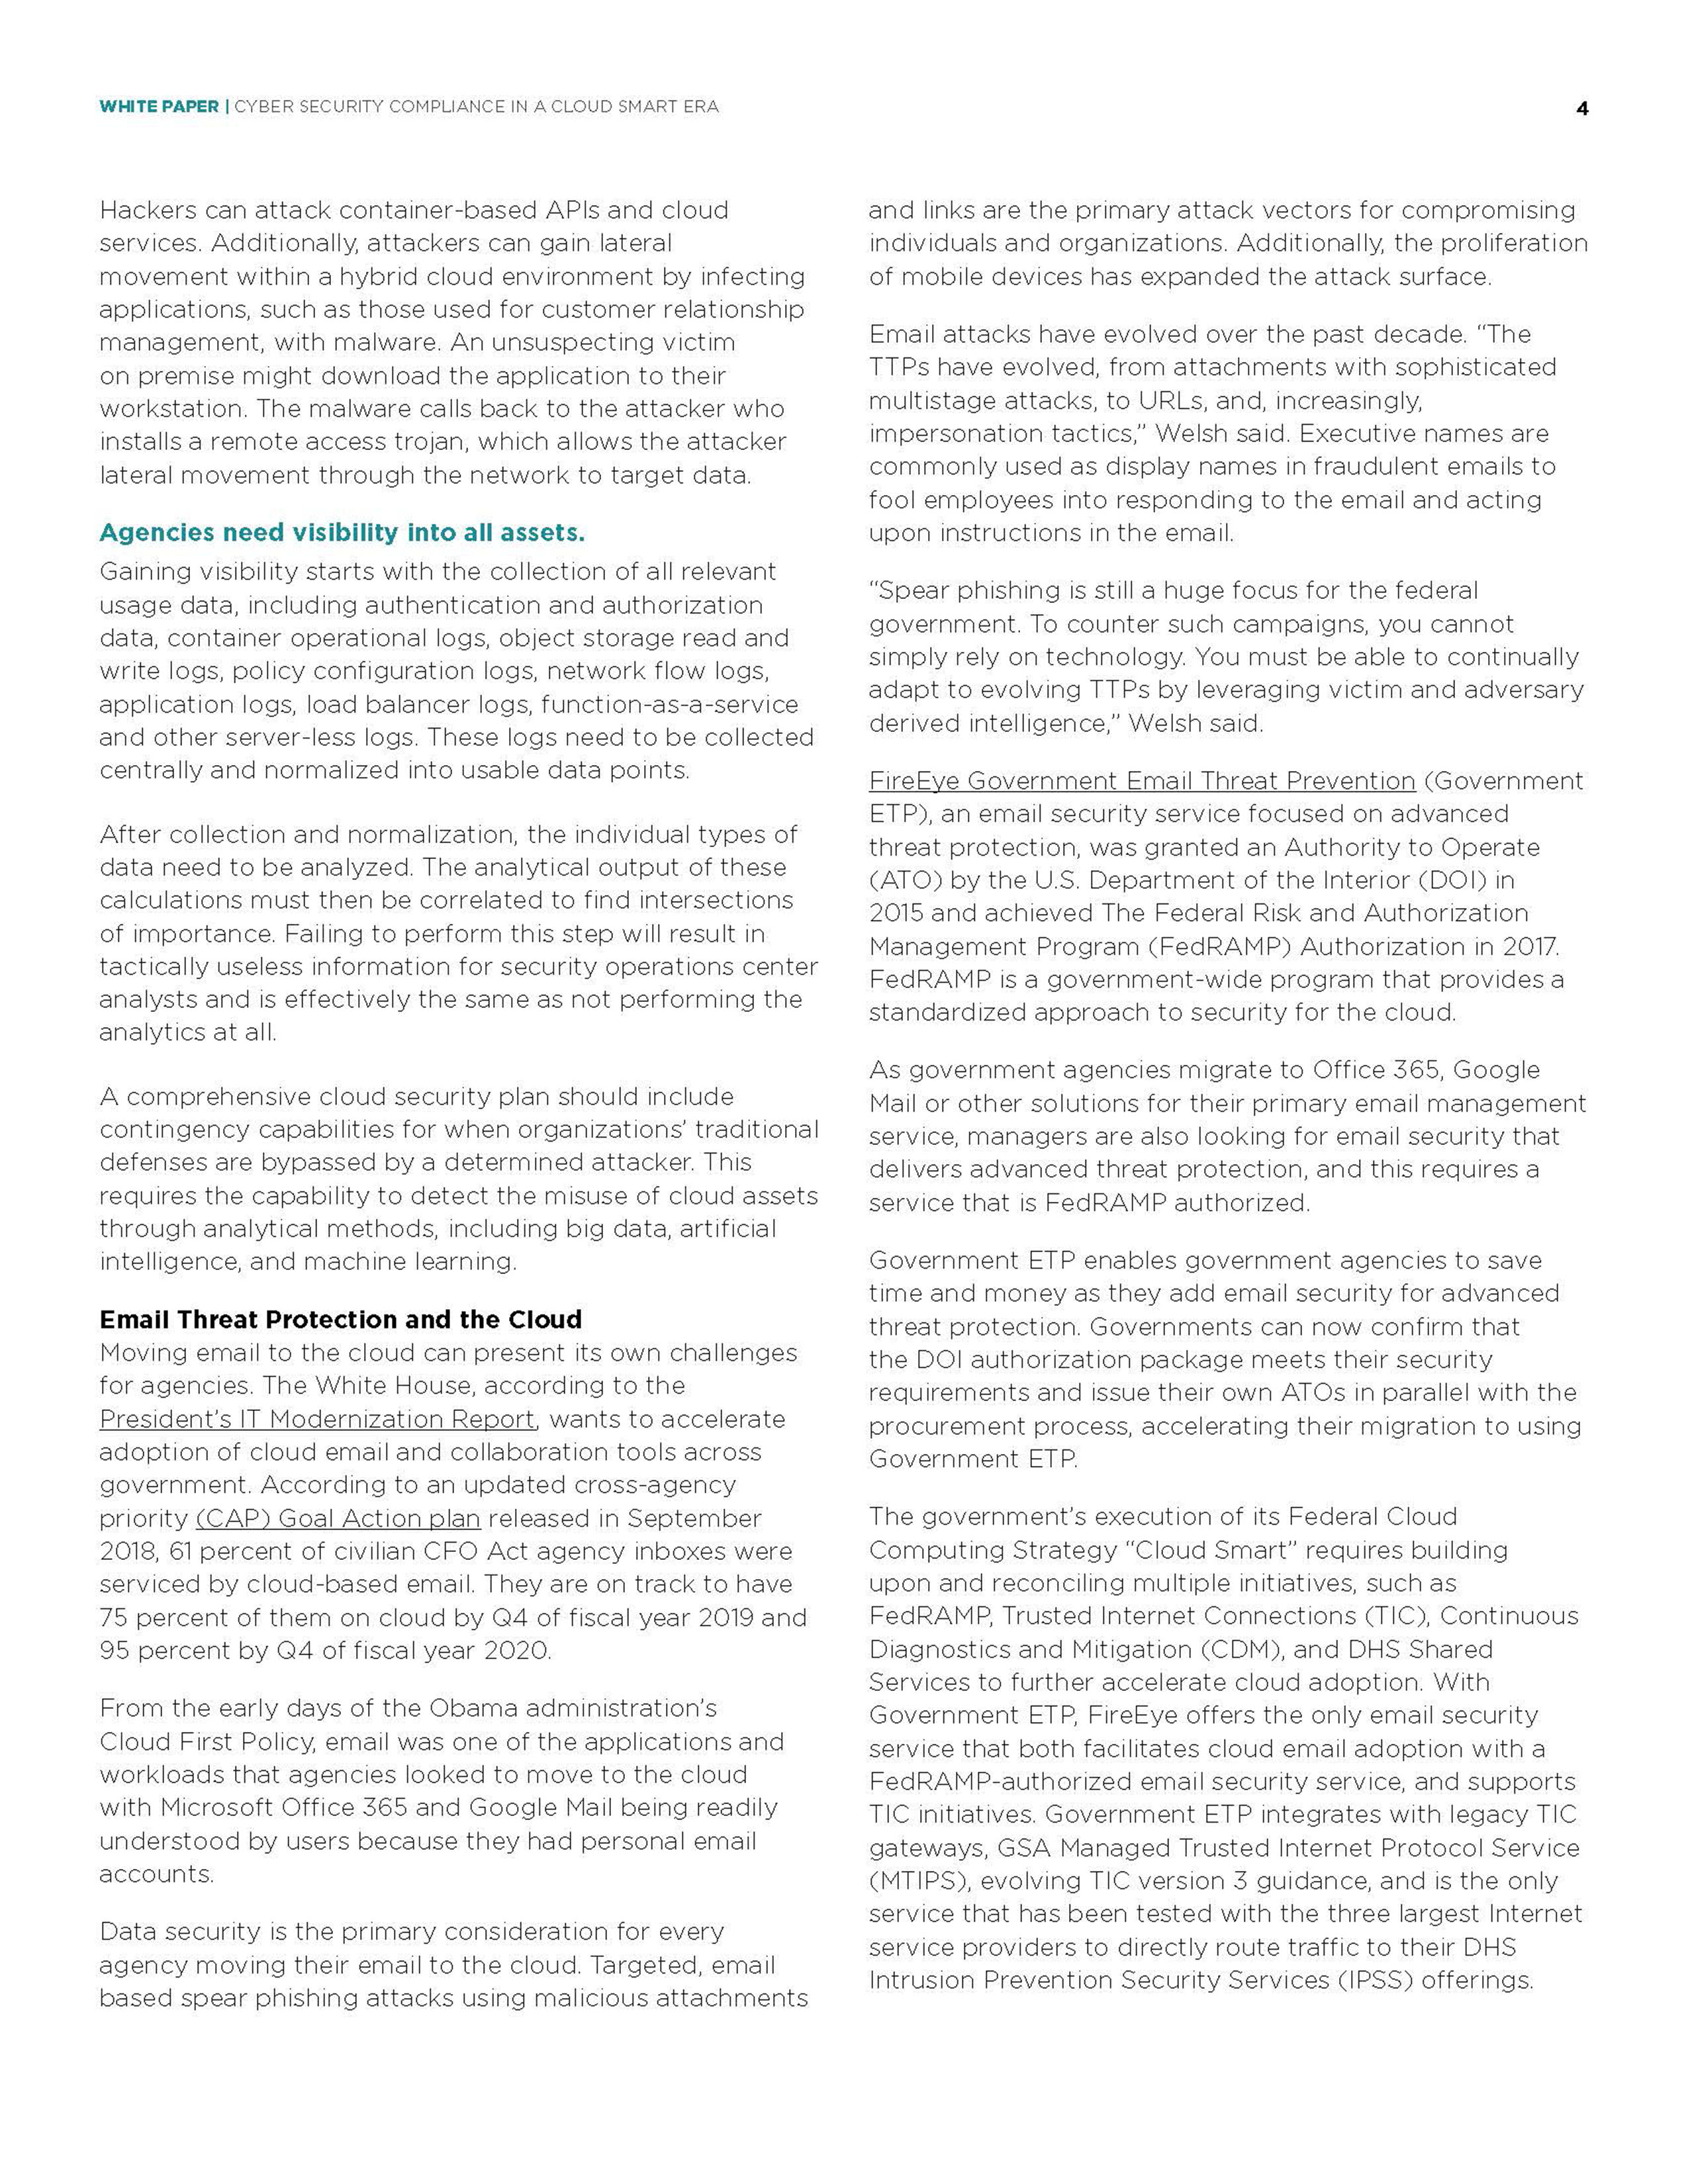 WHITE PAPER | CYBER SECURITY COMPLIANCE IN A CLOUD SMART ERA
4
Hackers can attack container-based APIs and cloud
services. Additionally, attackers can gain lateral
movement within a hybrid cloud environment by infecting
applications, such as those used for customer relationship
management, with malware. An unsuspecting victim
on premise might download the application to their
workstation. The malware calls back to the attacker who
installs a remote access trojan, which allows the attacker
lateral movement through the network to target data.
Agencies need visibility into all assets.
Gaining visibility starts with the collection of all relevant
usage data, including authentication and authorization
data, container operational logs, object storage read and
write logs, policy configuration logs, network flow logs,
application logs, load balancer logs, function-as-a-service
and other server-less logs. These logs need to be collected
centrally and normalized into usable data points.
After collection and normalization, the individual types of
data need to be analyzed. The analytical output of these
calculations must then be correlated to find intersections
of importance. Failing to perform this step will result in
tactically useless information for security operations center
analysts and is effectively the same as not performing the
analytics at all.
A comprehensive cloud security plan should include
contingency capabilities for when organizations’ traditional
defenses are bypassed by a determined attacker. This
requires the capability to detect the misuse of cloud assets
through analytical methods, including big data, artificial
intelligence, and machine learning.
Email Threat Protection and the Cloud
Moving email to the cloud can present its own challenges
for agencies. The White House, according to the
President’s IT Modernization Report, wants to accelerate
adoption of cloud email and collaboration tools across
government. According to an updated cross-agency
priority (CAP) Goal Action plan released in September
2018, 61 percent of civilian CFO Act agency inboxes were
serviced by cloud-based email. They are on track to have
75 percent of them on cloud by Q4 of fiscal year 2019 and
95 percent by Q4 of fiscal year 2020.
From the early days of the Obama administration’s
Cloud First Policy, email was one of the applications and
workloads that agencies looked to move to the cloud
with Microsoft Office 365 and Google Mail being readily
understood by users because they had personal email
accounts.
Data security is the primary consideration for every
agency moving their email to the cloud. Targeted, email
based spear phishing attacks using malicious attachments
and links are the primary attack vectors for compromising
individuals and organizations. Additionally, the proliferation
of mobile devices has expanded the attack surface.
Email attacks have evolved over the past decade. “The
TTPs have evolved, from attachments with sophisticated
multistage attacks, to URLs, and, increasingly,
impersonation tactics,” Welsh said. Executive names are
commonly used as display names in fraudulent emails to
fool employees into responding to the email and acting
upon instructions in the email.
“Spear phishing is still a huge focus for the federal
government. To counter such campaigns, you cannot
simply rely on technology. You must be able to continually
adapt to evolving TTPs by leveraging victim and adversary
derived intelligence,” Welsh said.
FireEye Government Email Threat Prevention (Government
ETP), an email security service focused on advanced
threat protection, was granted an Authority to Operate
(ATO) by the U.S. Department of the Interior (DOI) in
2015 and achieved The Federal Risk and Authorization
Management Program (FedRAMP) Authorization in 2017.
FedRAMP is a government-wide program that provides a
standardized approach to security for the cloud.
As government agencies migrate to Office 365, Google
Mail or other solutions for their primary email management
service, managers are also looking for email security that
delivers advanced threat protection, and this requires a
service that is FedRAMP authorized.
Government ETP enables government agencies to save
time and money as they add email security for advanced
threat protection. Governments can now confirm that
the DOI authorization package meets their security
requirements and issue their own ATOs in parallel with the
procurement process, accelerating their migration to using
Government ETP.
The government’s execution of its Federal Cloud
Computing Strategy “Cloud Smart” requires building
upon and reconciling multiple initiatives, such as
FedRAMP, Trusted Internet Connections (TIC), Continuous
Diagnostics and Mitigation (CDM), and DHS Shared
Services to further accelerate cloud adoption. With
Government ETP, FireEye offers the only email security
service that both facilitates cloud email adoption with a
FedRAMP-authorized email security service, and supports
TIC initiatives. Government ETP integrates with legacy TIC
gateways, GSA Managed Trusted Internet Protocol Service
(MTIPS), evolving TIC version 3 guidance, and is the only
service that has been tested with the three largest Internet
service providers to directly route traffic to their DHS
Intrusion Prevention Security Services (IPSS) offerings.